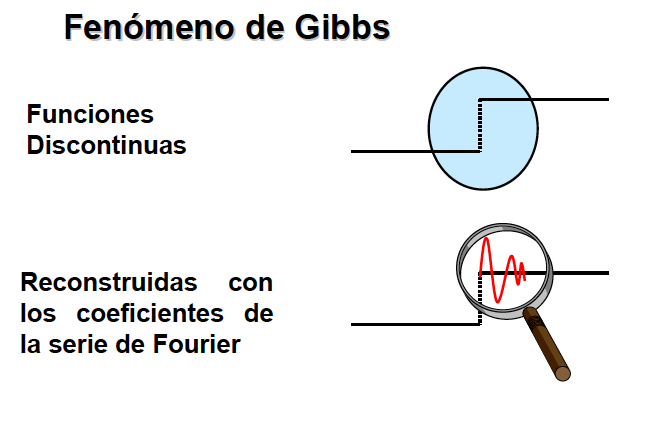 Fenómeno de Gibbs
Funciones
Discontinuas
Reconstruidas con
los coeficientes de
la serie de Fourier